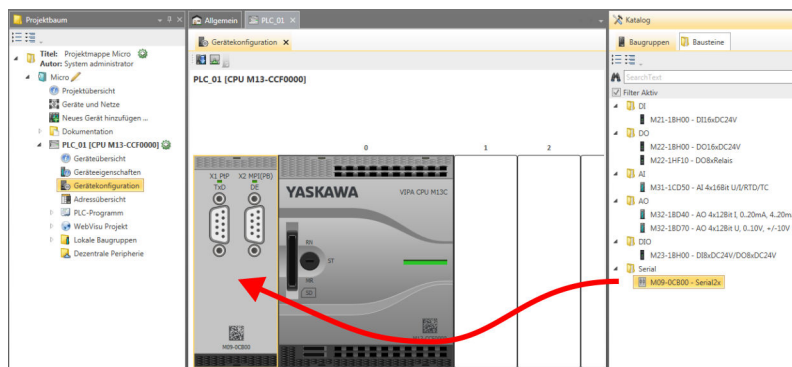 Projektbaum
Titel: Projektmappe Micro
Autor: System administrator
Micro
Projektübersicht
Geräte und Netze
Neues Gerät hinzufügen ...
Dokumentation
PLC_01 [CPU M13-CCF0000]
Geräteübersicht
Geräteeigenschaften
Gerätekonfiguration
Adressübersicht
PLC-Programm
WebVisu Projekt
Lokale Baugruppen
Dezentrale Peripherie
Allgemein
PLC_01
Gerätekonfiguration
PLC_01 [CPU M13-CCF0000]
0 1 2
X1 PtP X2 MPI(PB)
TxD DE
YASKAWA
VIPA CPU M13C
RN
ST
MR
SD
M09-0CB00
M13-CCF0000
Katalog
Baugruppen
Bausteine
SearchText
Filter Aktiv
DI
M21-1BH00 - DI16xDC24V
DO
M22-1BH00 - DO16xDC24V
M22-1HF10 - DO8xRelais
AI
M31-1CD50 - AI 4x16Bit U/I/RTD/TC
AO
M32-1BD40 - AO 4x12Bit I, 0..20mA, 4..20m
M32-1BD70 - AO 4x12Bit U, 0..10V, +/-10V
DIO
M23-1BH00 - DI8xDC24V/DO8xDC24V
Serial
M09-0CB00 - Serial2x